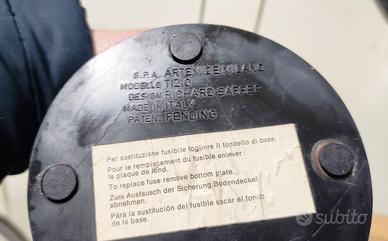 S.P.A. ARTEMIDE MILANO
MODELLO TIZIO
DESIGN RICHARD SAPPER
MADE IN ITALY
PATENT PENDING
Per sostituzione fusibile togliere il fondello di base.
Pour le remplacement du fusible enlever
la plaque de fond.
To replace fuse remove bottom plate.
Zum Austausch der Sicherung Bodendeckel
abnehmen.
Para la sustitución del fusible sacar el fondo
de la base.
subito